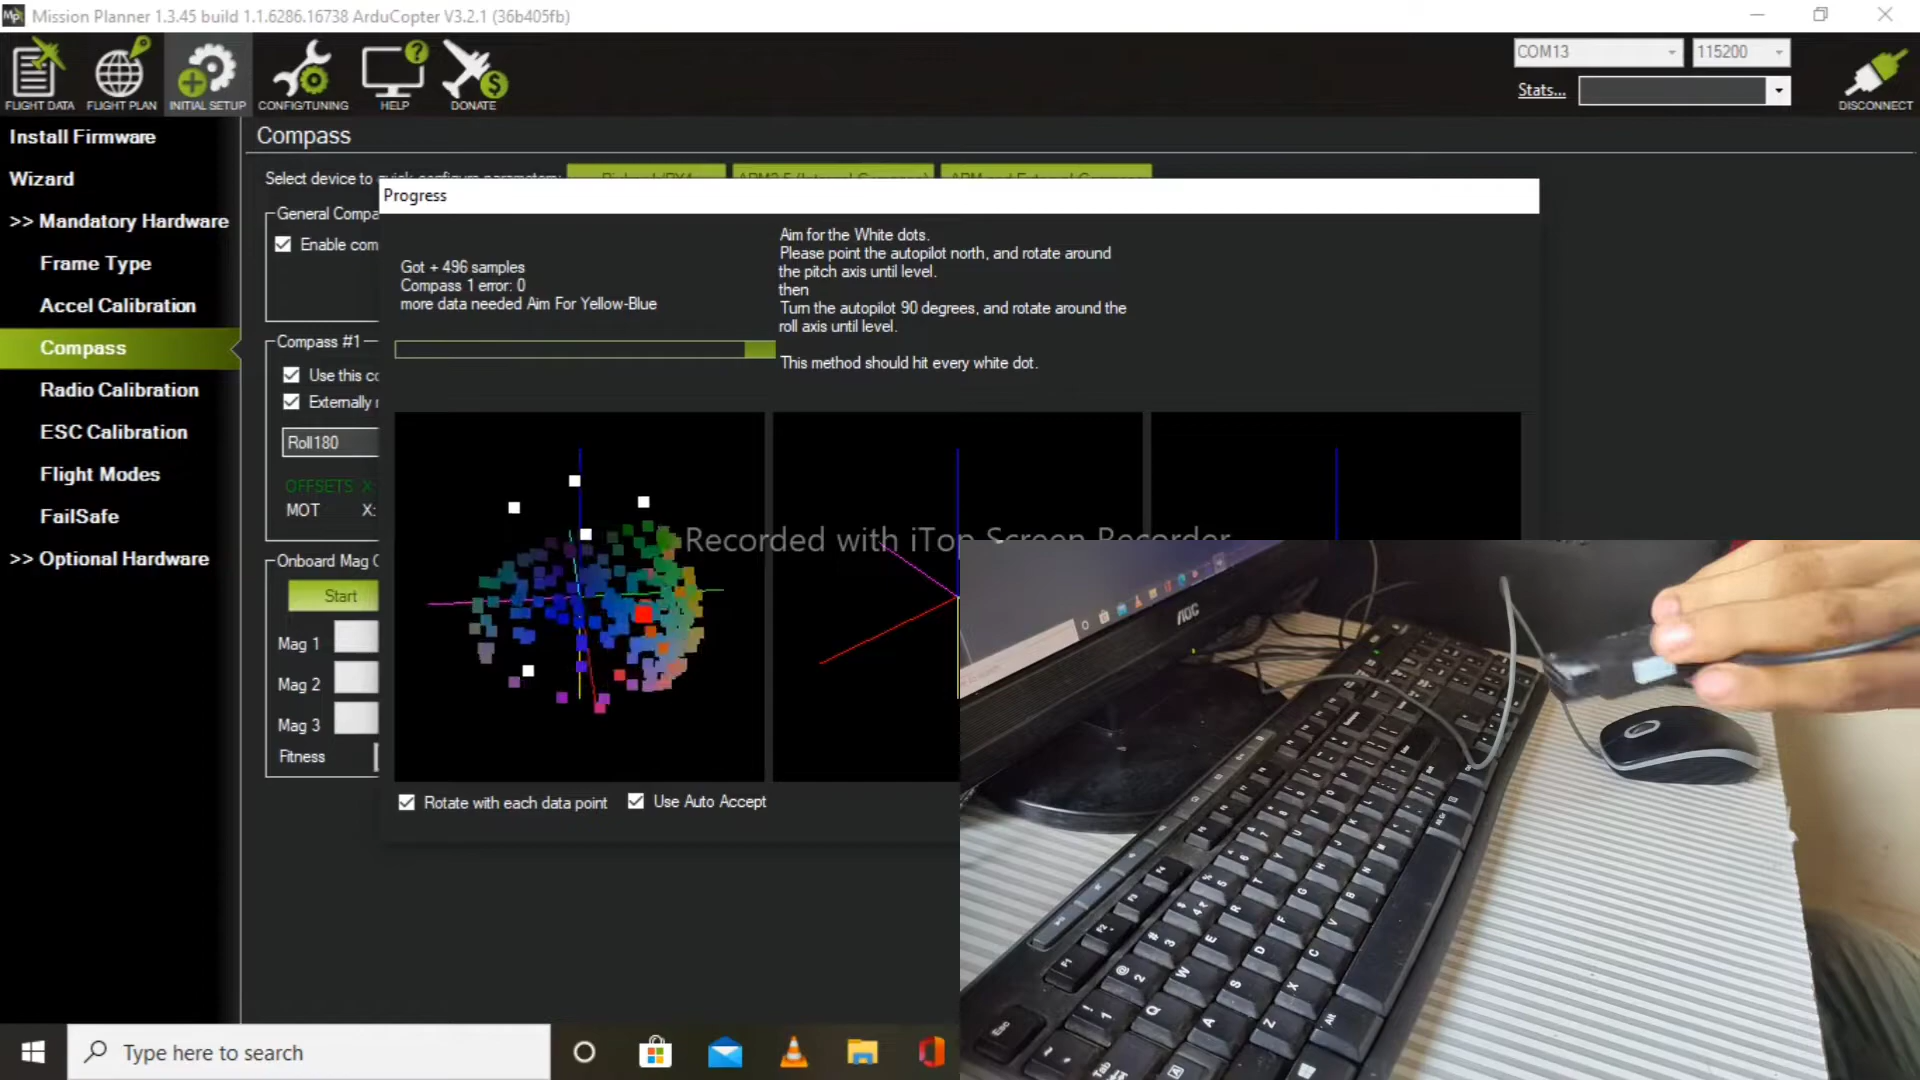 Mission Planner 1.3.45 build 1.1.6286.16738 ArduCopter V3.2.1 (36b405fb)
FLIGHT DATA
FLIGHT PLAN
INITIAL SETUP
CONFIG/TUNING
HELP
DONATE
COM13
115200
Stats...
DISCONNECT
Install Firmware
Wizard
>> Mandatory Hardware
Frame Type
Accel Calibration
Compass
Radio Calibration
ESC Calibration
Flight Modes
FailSafe
>> Optional Hardware
Compass
Select device to quick configure parameters:
General Compa
Enable com
Compass #1
Use this co
Externally
Roll180
OFFSETS X:
MOT X:
Onboard Mag C
Start
Mag 1
Mag 2
Mag 3
Fitness
Progress
Got + 496 samples
Compass 1 error: 0
more data needed Aim For Yellow-Blue
Aim for the White dots.
Please point the autopilot north, and rotate around
the pitch axis until level.
then
Turn the autopilot 90 degrees, and rotate around the
roll axis until level.
This method should hit every white dot.
Recorded with iTop Screen Recorder
Rotate with each data point
Use Auto Accept
AOC
Type here to search